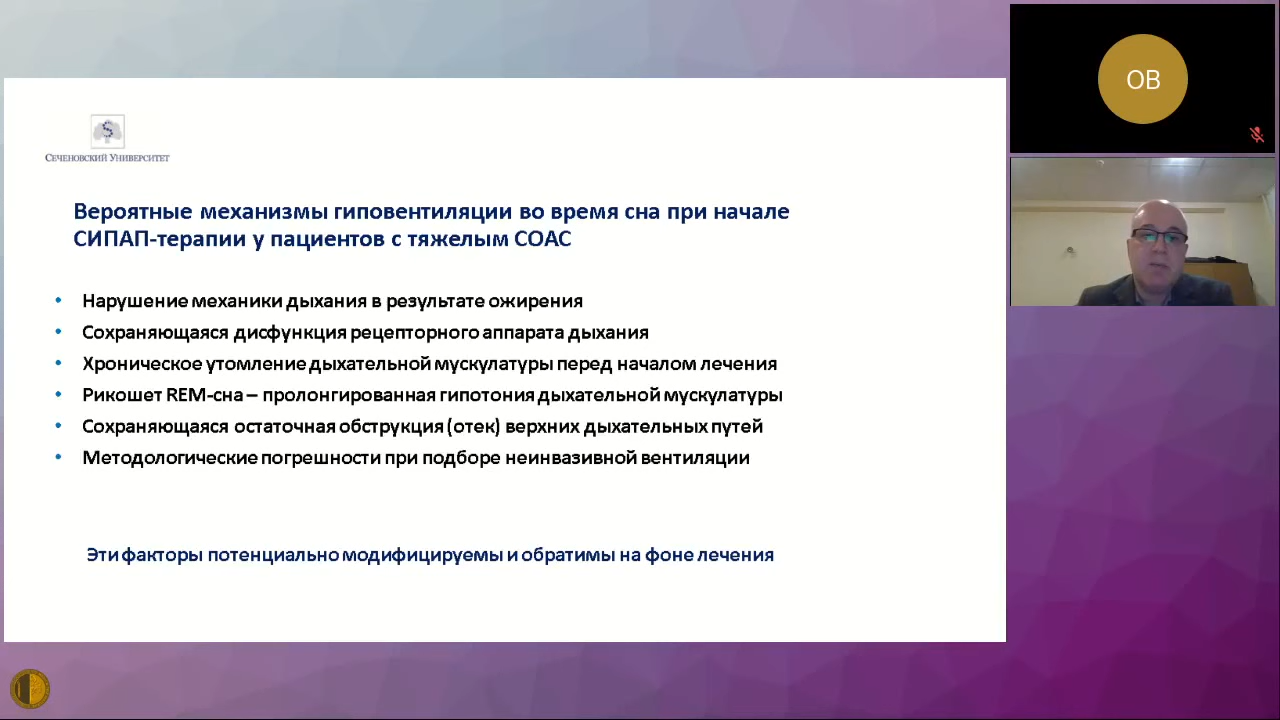 СЕЧЕНОВСКИЙ УНИВЕРСИТЕТ
Вероятные механизмы гиповентиляции во время сна при начале
СИПАП-терапии у пациентов с тяжелым СОАС
• Нарушение механики дыхания в результате ожирения
• Сохраняющаяся дисфункция рецепторного аппарата дыхания
• Хроническое утомление дыхательной мускулатуры перед началом лечения
• Рикошет REM-сна – пролонгированная гипотония дыхательной мускулатуры
• Сохраняющаяся остаточная обструкция (отек) верхних дыхательных путей
• Методологические погрешности при подборе неинвазивной вентиляции
Эти факторы потенциально модифицируемы и обратимы на фоне лечения
ОВ